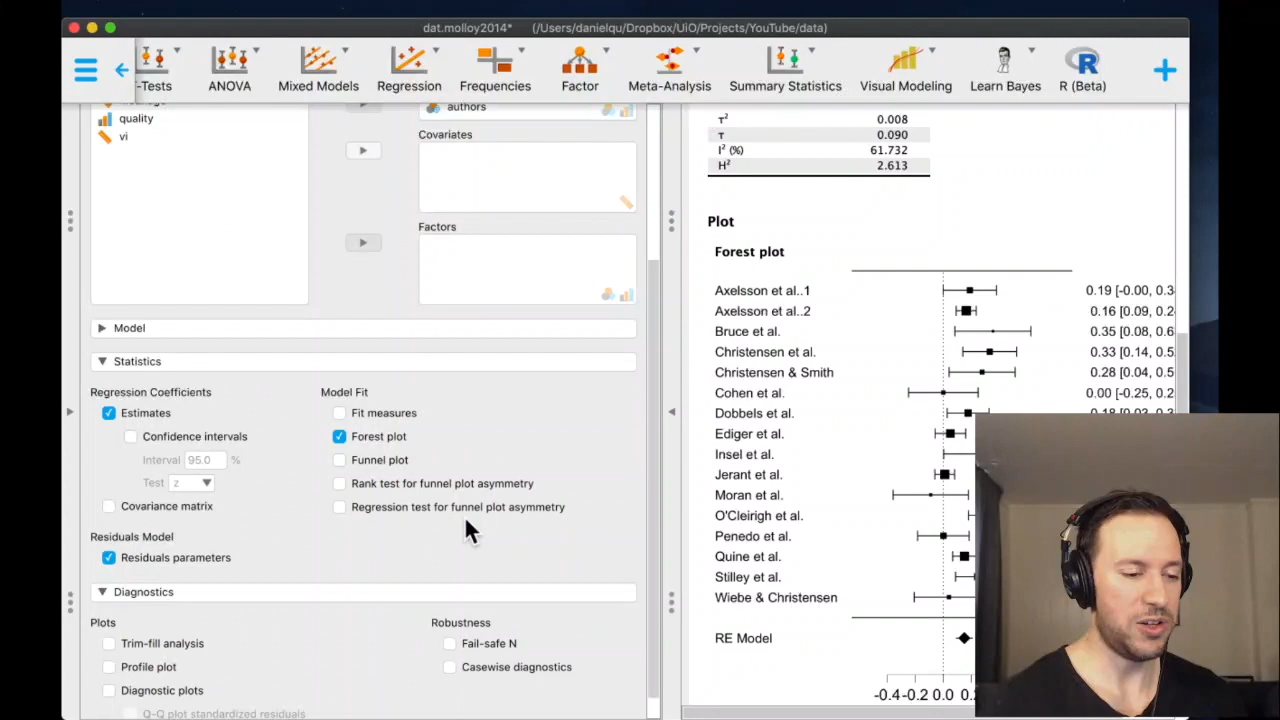 dat.molloy2014* (/Users/danielqu/Dropbox/UiO/Projects/YouTube/data)
-Tests ANOVA Mixed Models Regression Frequencies Factor Meta-Analysis Summary Statistics Visual Modeling Learn Bayes R (Beta)
quality
vi
authors
Covariates
Factors
Model
Statistics
Regression Coefficients
Estimates
Confidence intervals
Interval 95.0 %
Test z
Covariance matrix
Model Fit
Fit measures
Forest plot
Funnel plot
Rank test for funnel plot asymmetry
Regression test for funnel plot asymmetry
Residuals Model
Residuals parameters
Diagnostics
Plots
Trim-fill analysis
Profile plot
Diagnostic plots
Q-Q plot standardized residuals
Robustness
Fail-safe N
Casewise diagnostics
τ² 0.008
τ 0.090
I² (%) 61.732
H² 2.613
Plot
Forest plot
Axelsson et al..1 0.19 [-0.00, 0.3
Axelsson et al..2 0.16 [0.09, 0.2
Bruce et al. 0.35 [0.08, 0.6
Christensen et al. 0.33 [0.14, 0.5
Christensen & Smith 0.28 [0.04, 0.5
Cohen et al. 0.00 [-0.25, 0.2
Dobbels et al.
Ediger et al.
Insel et al.
Jerant et al.
Moran et al.
O'Cleirigh et al.
Penedo et al.
Quine et al.
Stilley et al.
Wiebe & Christensen
RE Model
-0.4 -0.2 0.0